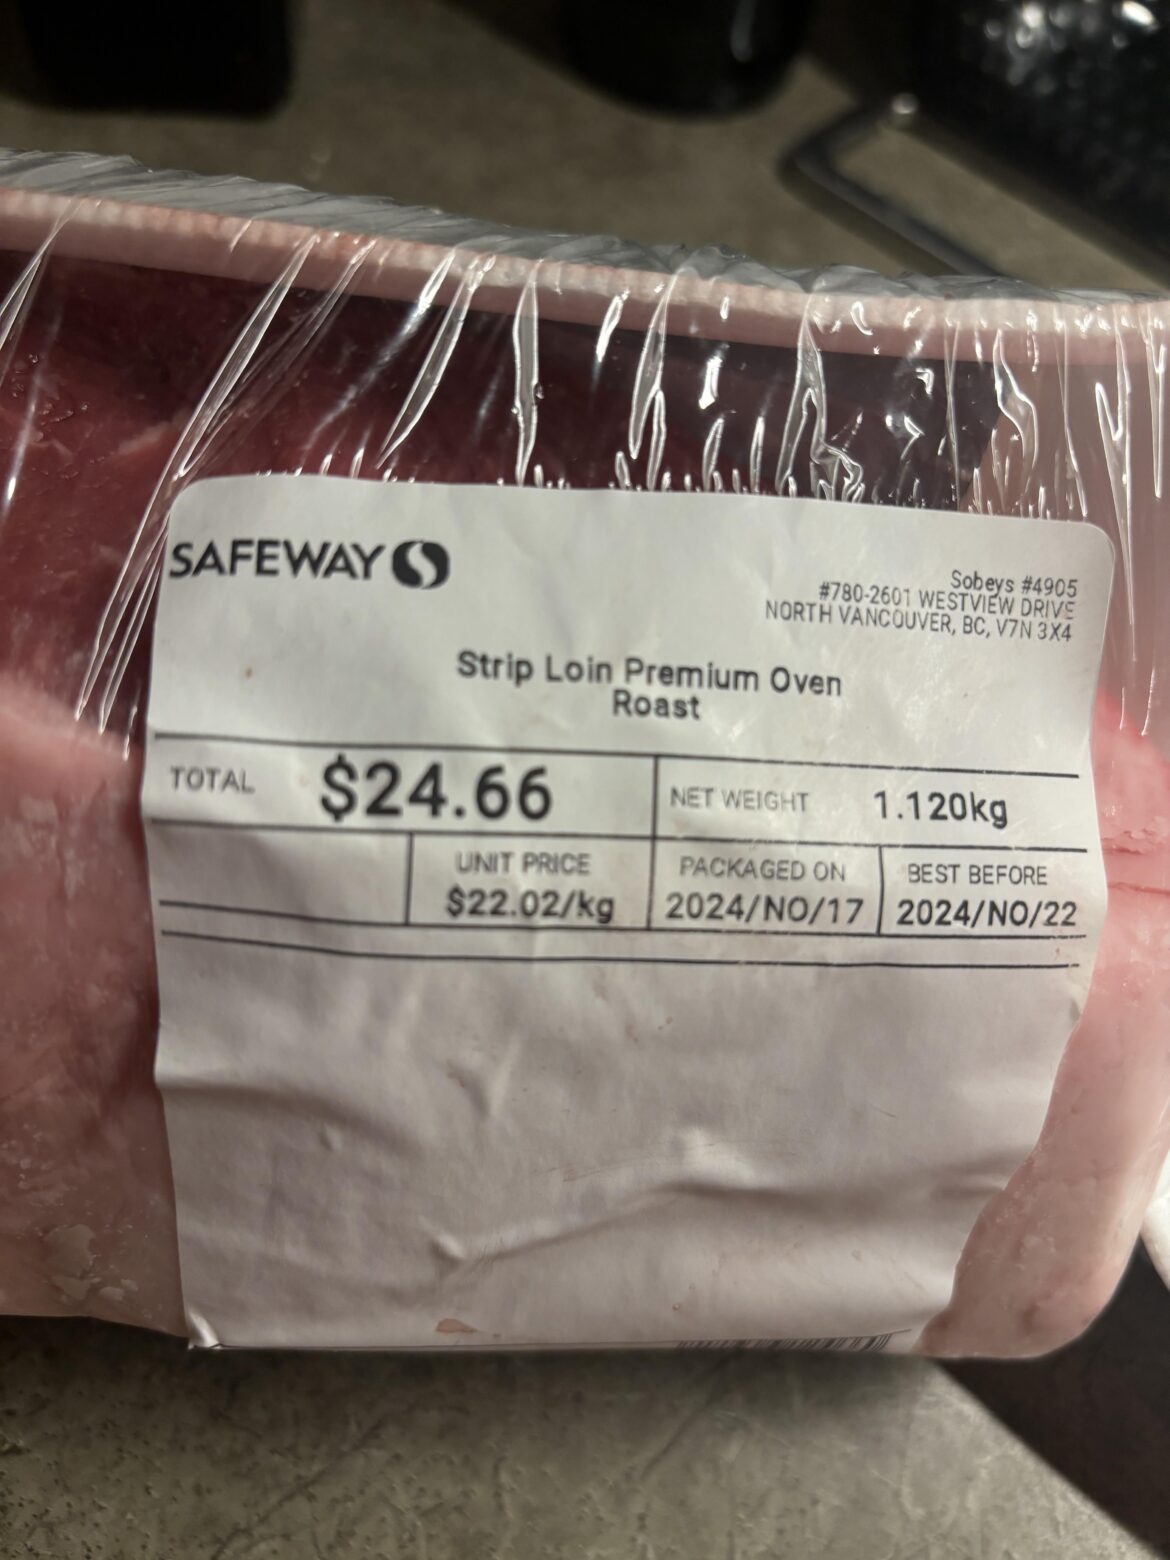 SAFEWAY
Sobeys #4905
#780-2601 WESTVIEW DRIVE
NORTH VANCOUVER, BC, V7N 3X4
Strip Loin Premium Oven
Roast
TOTAL $24.66
NET WEIGHT 1.120kg
UNIT PRICE
$22.02/kg
PACKAGED ON
2024/NO/17
BEST BEFORE
2024/NO/22